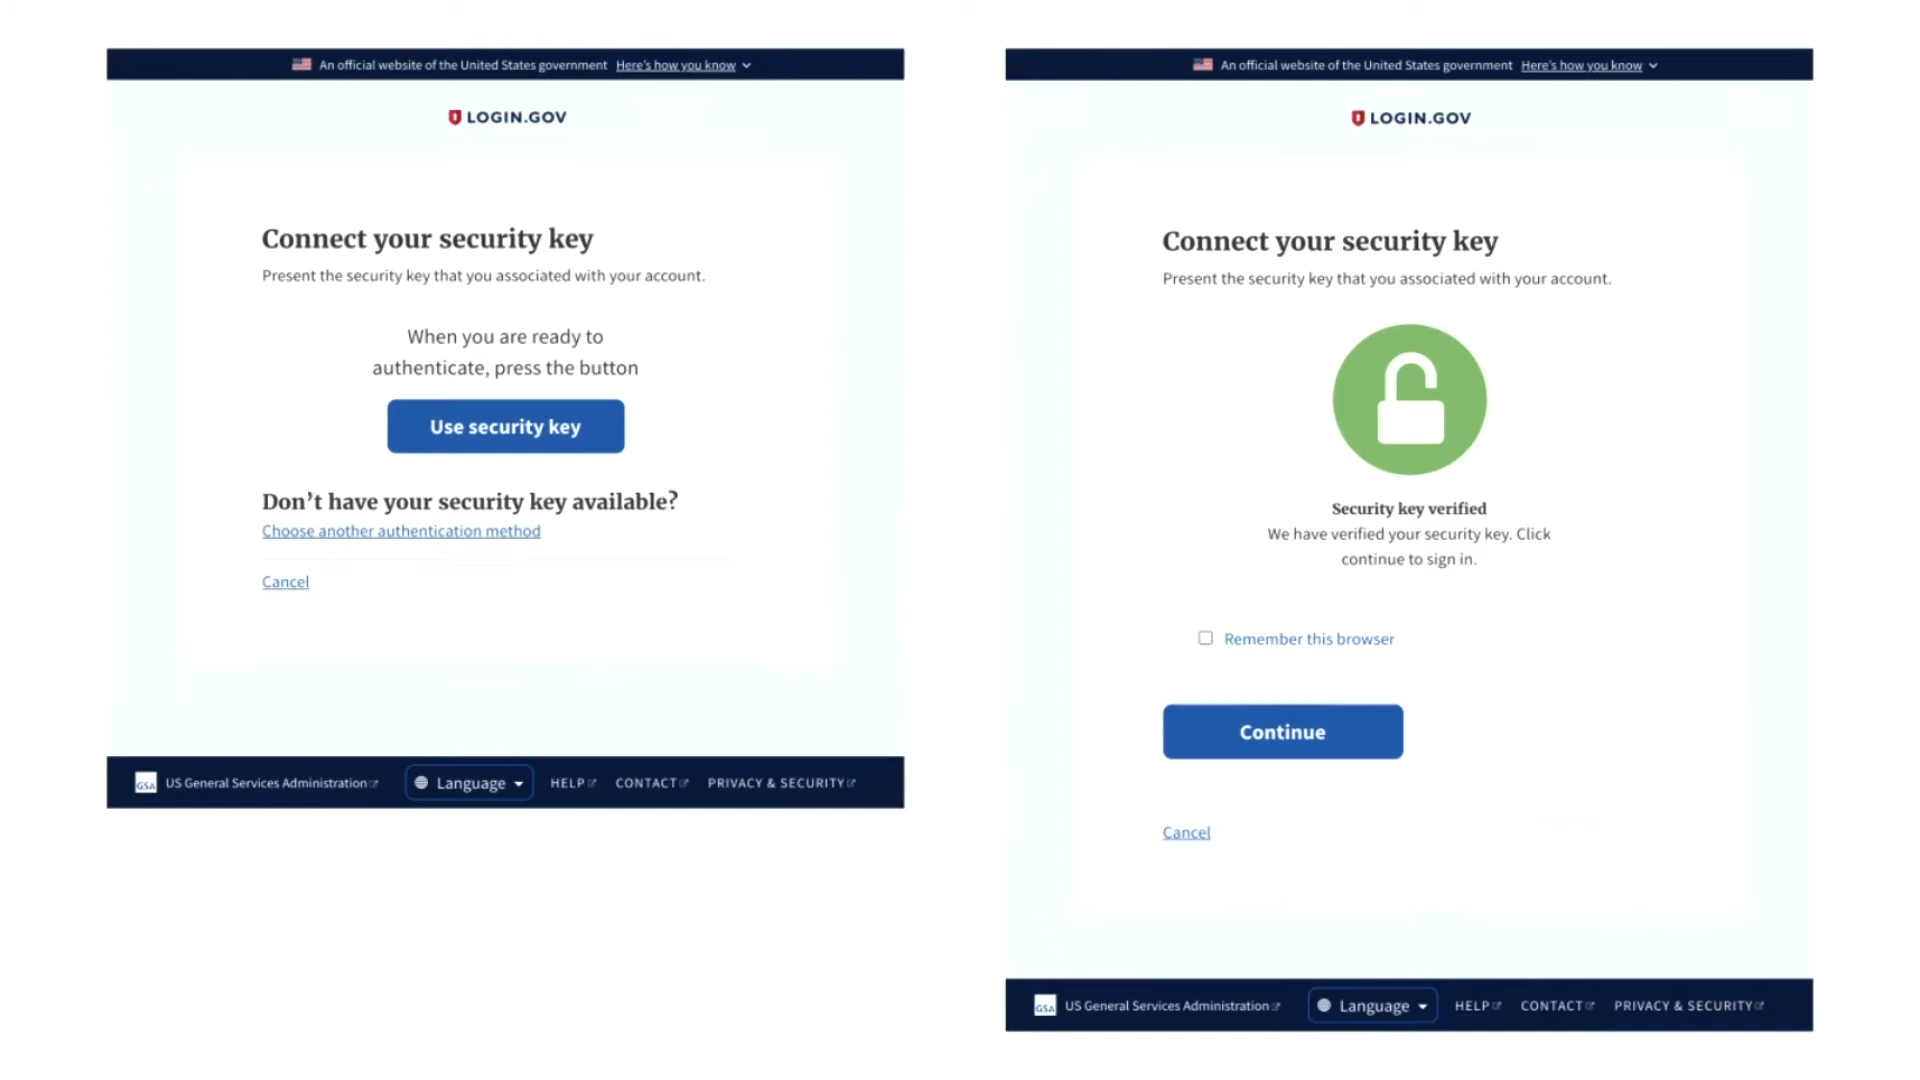 An official website of the United States government Here's how you know
LOGIN.GOV
Connect your security key
Present the security key that you associated with your account.
When you are ready to
authenticate, press the button
Use security key
Don’t have your security key available?
Choose another authentication method
Cancel
GSA US General Services Administration Language HELP CONTACT PRIVACY & SECURITY
An official website of the United States government Here's how you know
LOGIN.GOV
Connect your security key
Present the security key that you associated with your account.
Security key verified
We have verified your security key. Click
continue to sign in.
Remember this browser
Continue
Cancel
GSA US General Services Administration Language HELP CONTACT PRIVACY & SECURITY